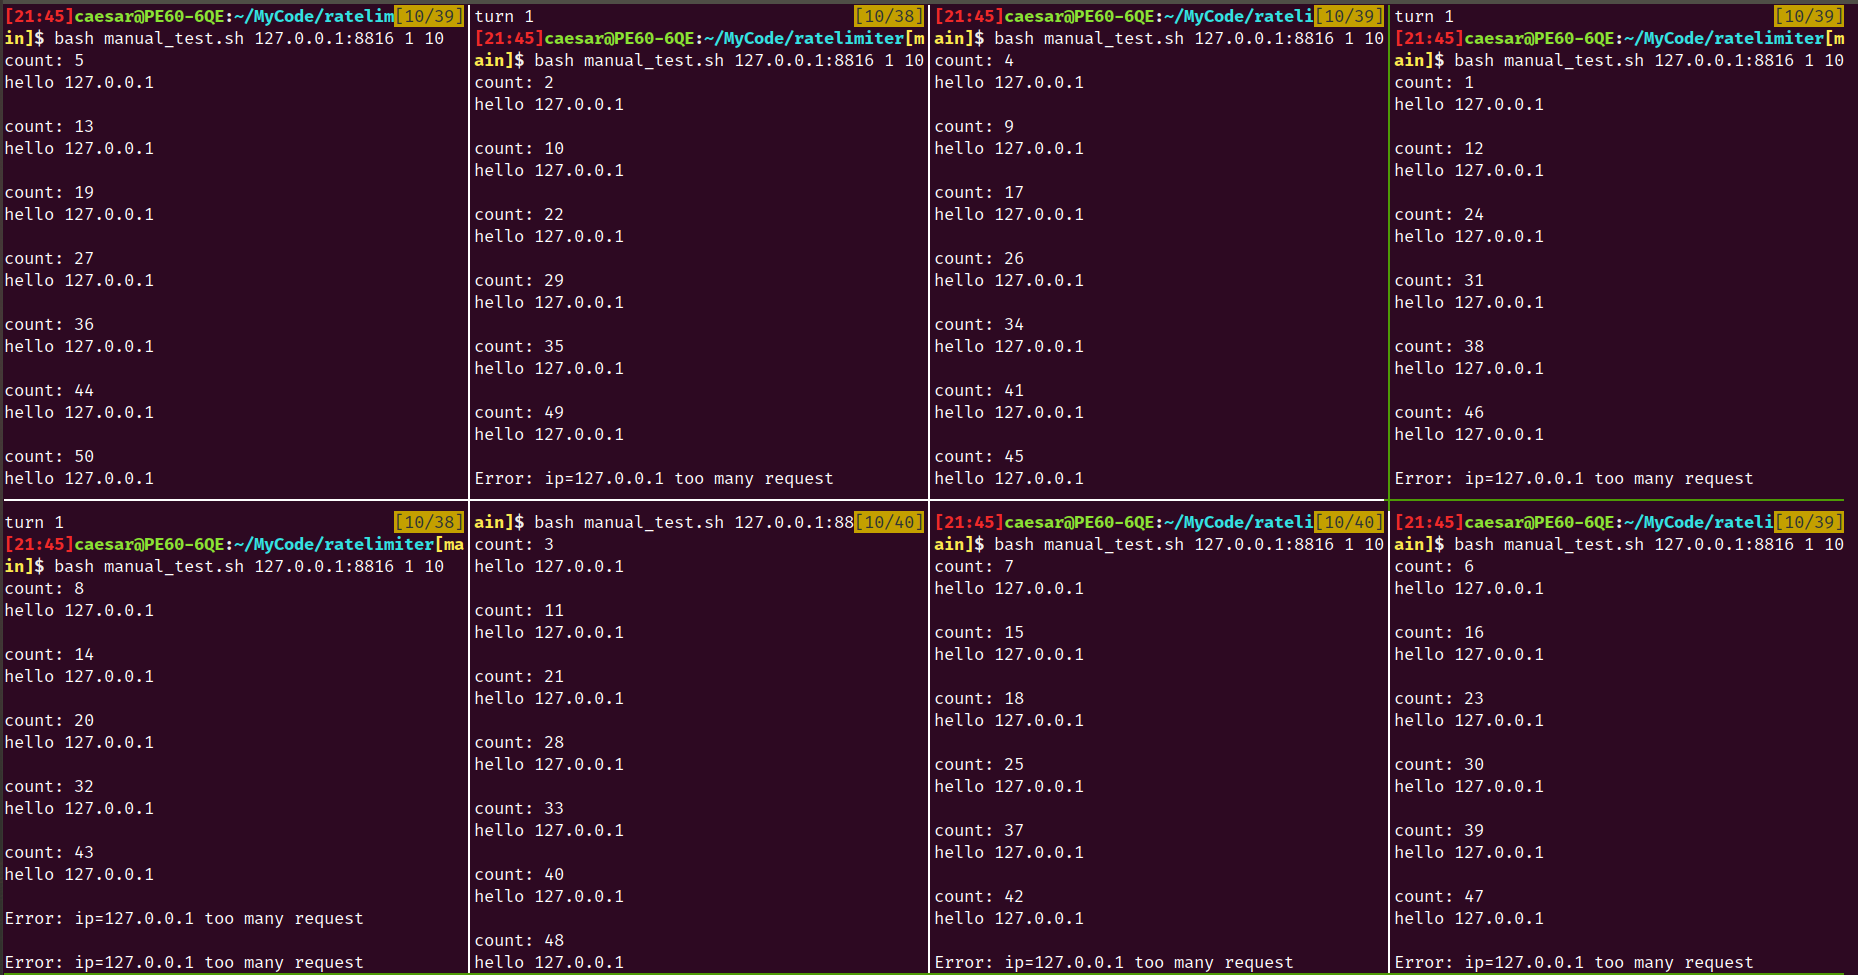 [21:45]caesar@PE60-6QE:~/MyCode/ratelim[10/39]
in]$ bash manual_test.sh 127.0.0.1:8816 1 10
count: 5
hello 127.0.0.1
count: 13
hello 127.0.0.1
count: 19
hello 127.0.0.1
count: 27
hello 127.0.0.1
count: 36
hello 127.0.0.1
count: 44
hello 127.0.0.1
count: 50
hello 127.0.0.1
turn 1 [10/38]
[21:45]caesar@PE60-6QE:~/MyCode/ratelimiter[m
ain]$ bash manual_test.sh 127.0.0.1:8816 1 10
count: 2
hello 127.0.0.1
count: 10
hello 127.0.0.1
count: 22
hello 127.0.0.1
count: 29
hello 127.0.0.1
count: 35
hello 127.0.0.1
count: 49
hello 127.0.0.1
Error: ip=127.0.0.1 too many request
[21:45]caesar@PE60-6QE:~/MyCode/rateli[10/39]
ain]$ bash manual_test.sh 127.0.0.1:8816 1 10
count: 4
hello 127.0.0.1
count: 9
hello 127.0.0.1
count: 17
hello 127.0.0.1
count: 26
hello 127.0.0.1
count: 34
hello 127.0.0.1
count: 41
hello 127.0.0.1
count: 45
hello 127.0.0.1
turn 1 [10/39]
[21:45]caesar@PE60-6QE:~/MyCode/ratelimiter[m
ain]$ bash manual_test.sh 127.0.0.1:8816 1 10
count: 1
hello 127.0.0.1
count: 12
hello 127.0.0.1
count: 24
hello 127.0.0.1
count: 31
hello 127.0.0.1
count: 38
hello 127.0.0.1
count: 46
hello 127.0.0.1
Error: ip=127.0.0.1 too many request
turn 1 [10/38]
[21:45]caesar@PE60-6QE:~/MyCode/ratelimiter[ma
in]$ bash manual_test.sh 127.0.0.1:8816 1 10
count: 8
hello 127.0.0.1
count: 14
hello 127.0.0.1
count: 20
hello 127.0.0.1
count: 32
hello 127.0.0.1
count: 43
hello 127.0.0.1
Error: ip=127.0.0.1 too many request
Error: ip=127.0.0.1 too many request
ain]$ bash manual_test.sh 127.0.0.1:88[10/40]
count: 3
hello 127.0.0.1
count: 11
hello 127.0.0.1
count: 21
hello 127.0.0.1
count: 28
hello 127.0.0.1
count: 33
hello 127.0.0.1
count: 40
hello 127.0.0.1
count: 48
hello 127.0.0.1
[21:45]caesar@PE60-6QE:~/MyCode/rateli[10/40]
ain]$ bash manual_test.sh 127.0.0.1:8816 1 10
count: 7
hello 127.0.0.1
count: 15
hello 127.0.0.1
count: 18
hello 127.0.0.1
count: 25
hello 127.0.0.1
count: 37
hello 127.0.0.1
count: 42
hello 127.0.0.1
Error: ip=127.0.0.1 too many request
[21:45]caesar@PE60-6QE:~/MyCode/rateli[10/39]
ain]$ bash manual_test.sh 127.0.0.1:8816 1 10
count: 6
hello 127.0.0.1
count: 16
hello 127.0.0.1
count: 23
hello 127.0.0.1
count: 30
hello 127.0.0.1
count: 39
hello 127.0.0.1
count: 47
hello 127.0.0.1
Error: ip=127.0.0.1 too many request